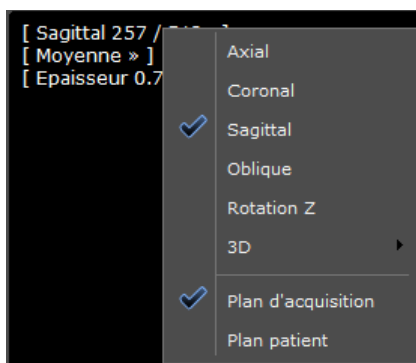 [ Sagittal 257 /
[ Moyenne » ]
[ Epaisseur 0.7
Axial
Coronal
Sagittal
Oblique
Rotation Z
3D
Plan d'acquisition
Plan patient